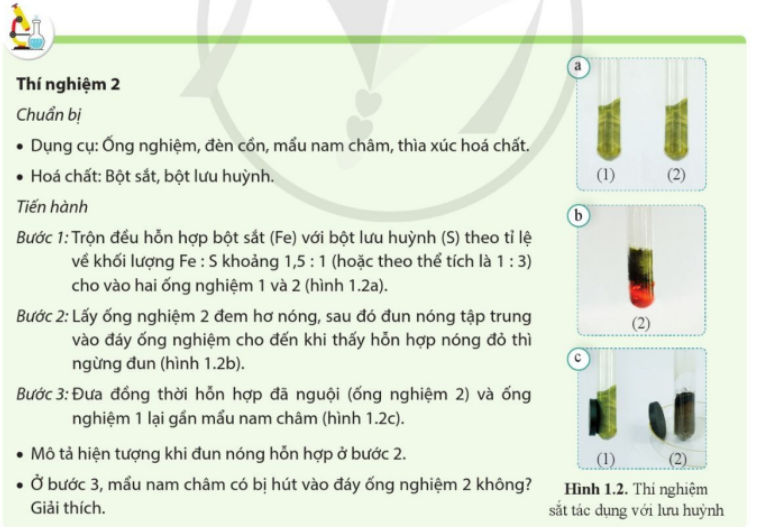 Thí nghiệm 2
Chuẩn bị
• Dụng cụ: Ống nghiệm, đèn cồn, mẩu nam châm, thìa xúc hoá chất.
• Hoá chất: Bột sắt, bột lưu huỳnh.
Tiến hành
Bước 1: Trộn đều hỗn hợp bột sắt (Fe) với bột lưu huỳnh (S) theo tỉ lệ
về khối lượng Fe : S khoảng 1,5 : 1 (hoặc theo thể tích là 1 : 3)
cho vào hai ống nghiệm 1 và 2 (hình 1.2a).
Bước 2: Lấy ống nghiệm 2 đem hơ nóng, sau đó đun nóng tập trung
vào đáy ống nghiệm cho đến khi thấy hỗn hợp nóng đỏ thì
ngừng đun (hình 1.2b).
Bước 3: Đưa đồng thời hỗn hợp đã nguội (ống nghiệm 2) và ống
nghiệm 1 lại gần mẩu nam châm (hình 1.2c).
• Mô tả hiện tượng khi đun nóng hỗn hợp ở bước 2.
• Ở bước 3, mẩu nam châm có bị hút vào đáy ống nghiệm 2 không?
Giải thích.
a
(1) (2)
b
(2)
c
(1) (2)
Hình 1.2. Thí nghiệm
sắt tác dụng với lưu huỳnh